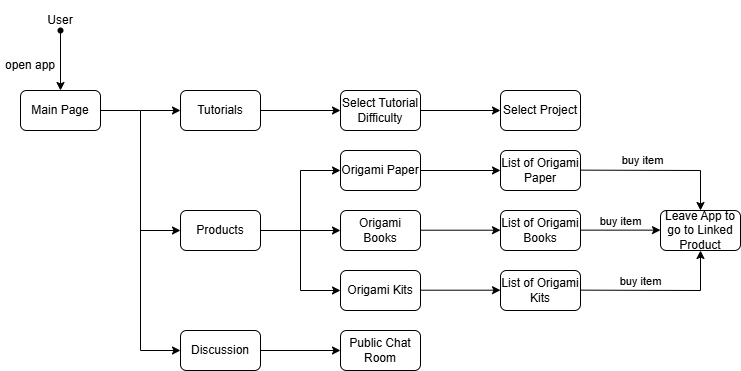 User
open app
Main Page
Tutorials
Select Tutorial
Difficulty
Select Project
Origami Paper
List of Origami
Paper
buy item
Products
Origami
Books
List of Origami
Books
buy item
Leave App to
go to Linked
Product
Origami Kits
List of Origami
Kits
buy item
Discussion
Public Chat
Room